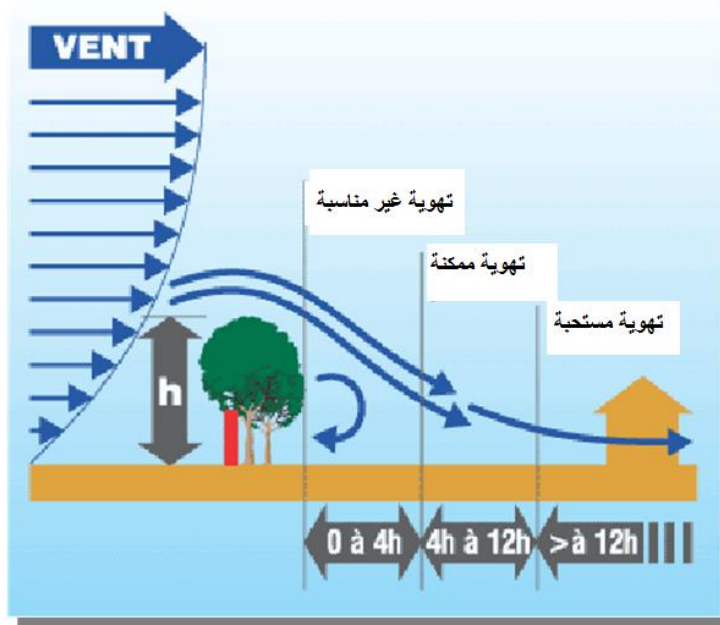 VENT
تهوية غير مناسبة
تهوية ممكنة
تهوية مستحبة
h
0 à 4h
4h à 12h
> à 12h